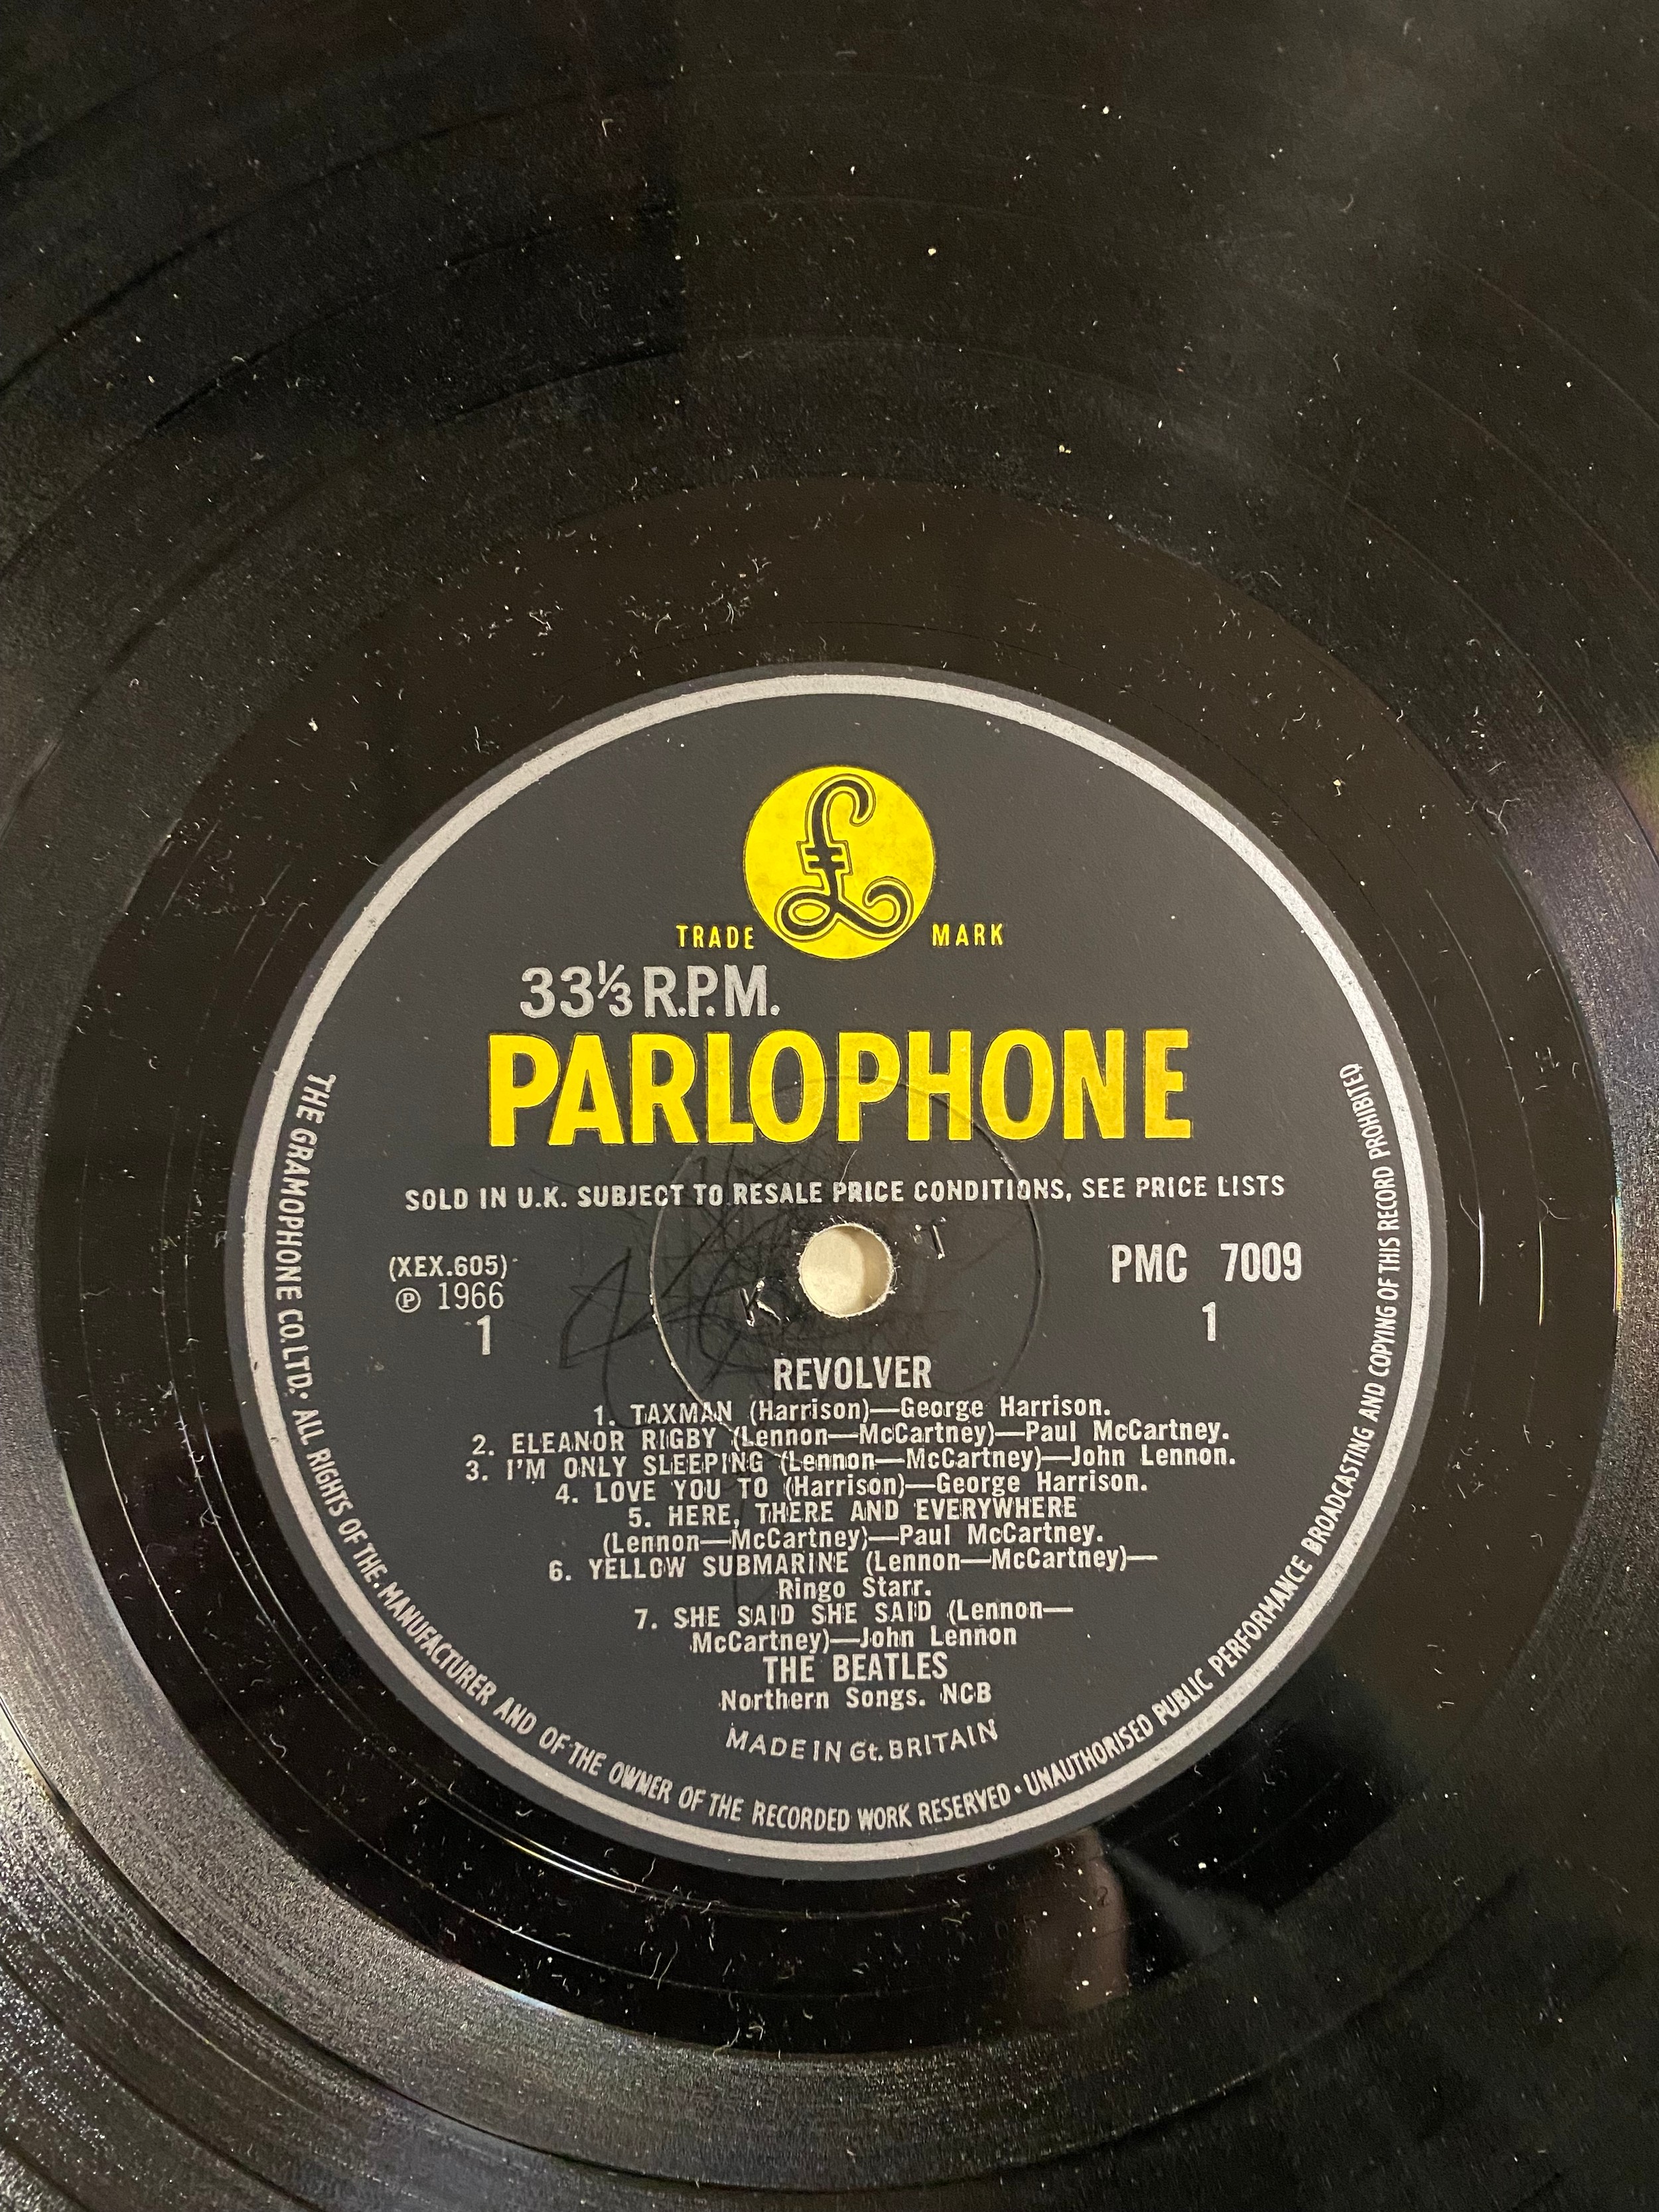 £
TRADE MARK
33⅓ R.P.M.
PARLOPHONE
SOLD IN U.K. SUBJECT TO RESALE PRICE CONDITIONS, SEE PRICE LISTS
K T
(XEX.605)
℗ 1966
1
PMC 7009
1
REVOLVER
1. TAXMAN (Harrison)—George Harrison.
2. ELEANOR RIGBY (Lennon—McCartney)—Paul McCartney.
3. I'M ONLY SLEEPING (Lennon—McCartney)—John Lennon.
4. LOVE YOU TO (Harrison)—George Harrison.
5. HERE, THERE AND EVERYWHERE
(Lennon—McCartney)—Paul McCartney.
6. YELLOW SUBMARINE (Lennon—McCartney)—
Ringo Starr.
7. SHE SAID SHE SAID (Lennon—
McCartney)—John Lennon
THE BEATLES
Northern Songs. NCB
MADE IN Gt. BRITAIN
THE GRAMOPHONE CO. LTD. • ALL RIGHTS OF THE MANUFACTURER AND OF THE OWNER OF THE RECORDED WORK RESERVED • UNAUTHORISED PUBLIC PERFORMANCE BROADCASTING AND COPYING OF THIS RECORD PROHIBITED